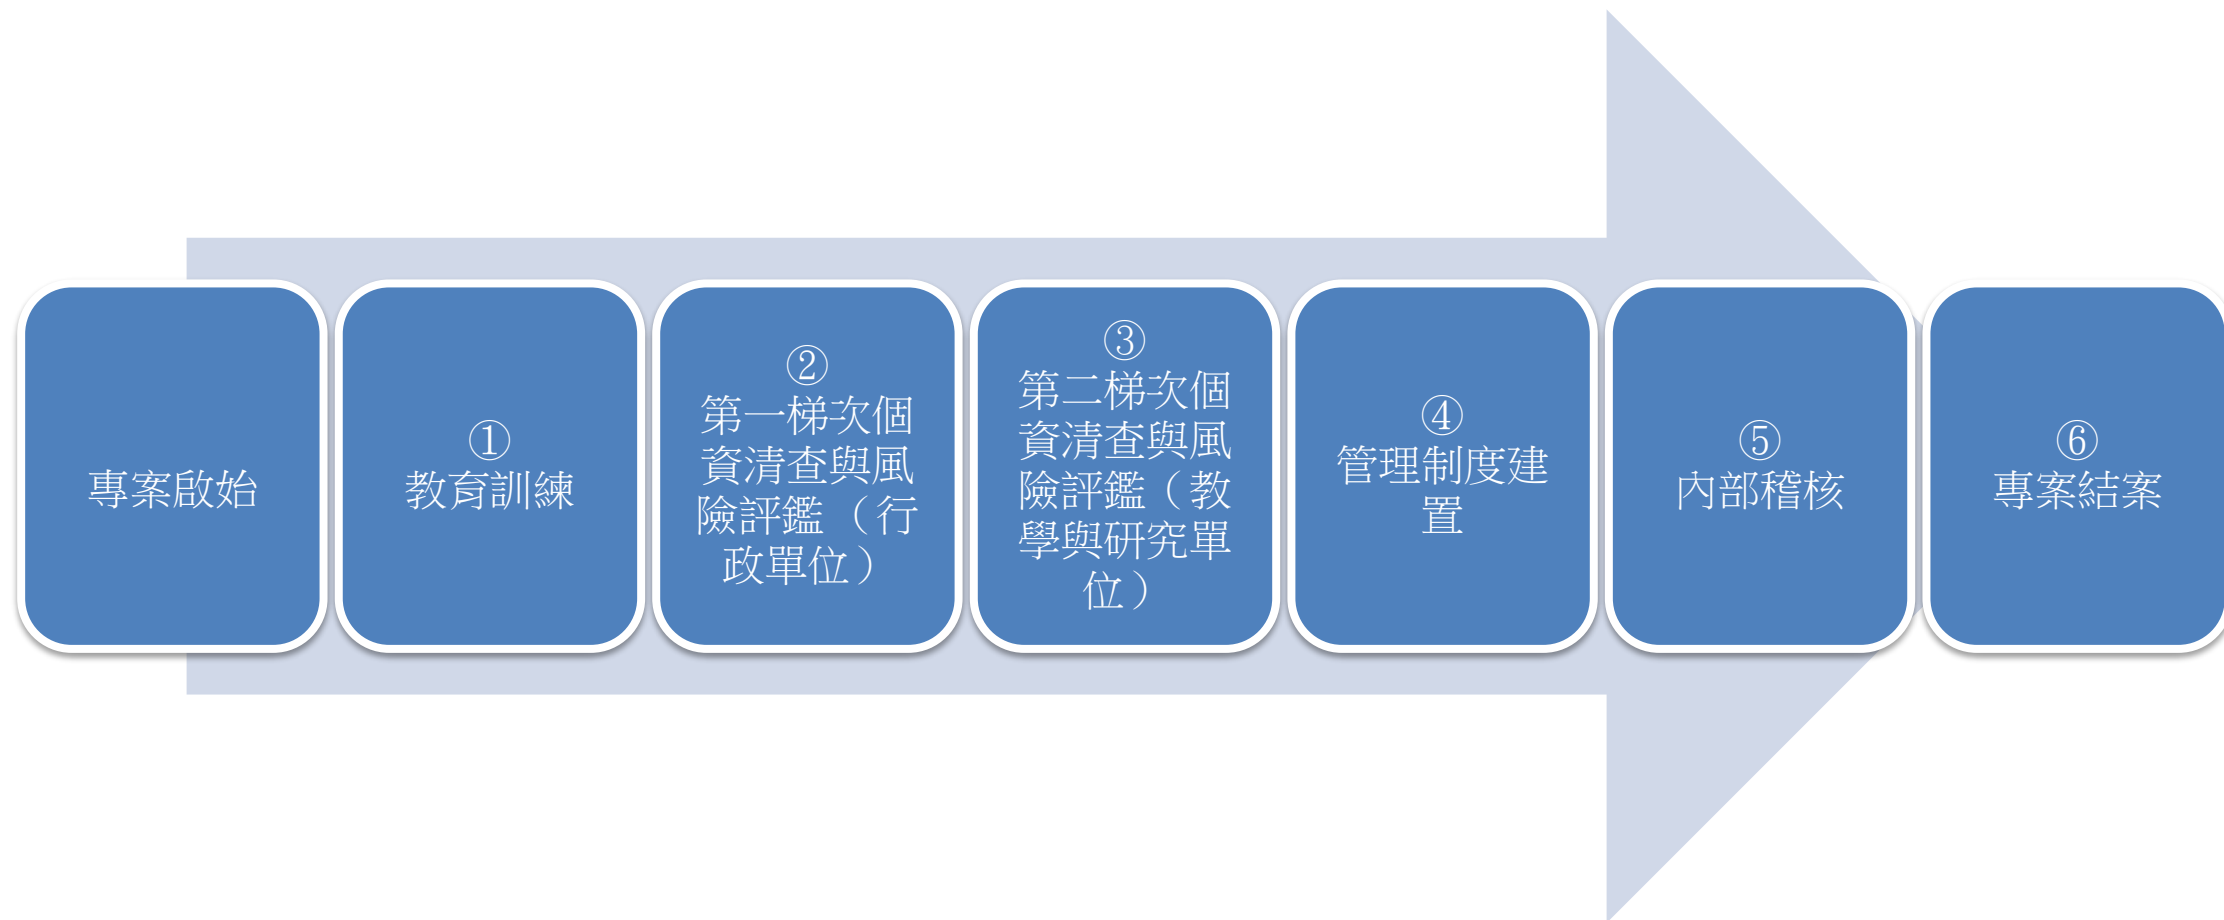 專案啟始
①
教育訓練
②
第一梯次個
資清查與風
險評鑑（行
政單位）
③
第二梯次個
資清查與風
險評鑑（教
學與研究單
位）
④
管理制度建
置
⑤
內部稽核
⑥
專案結案